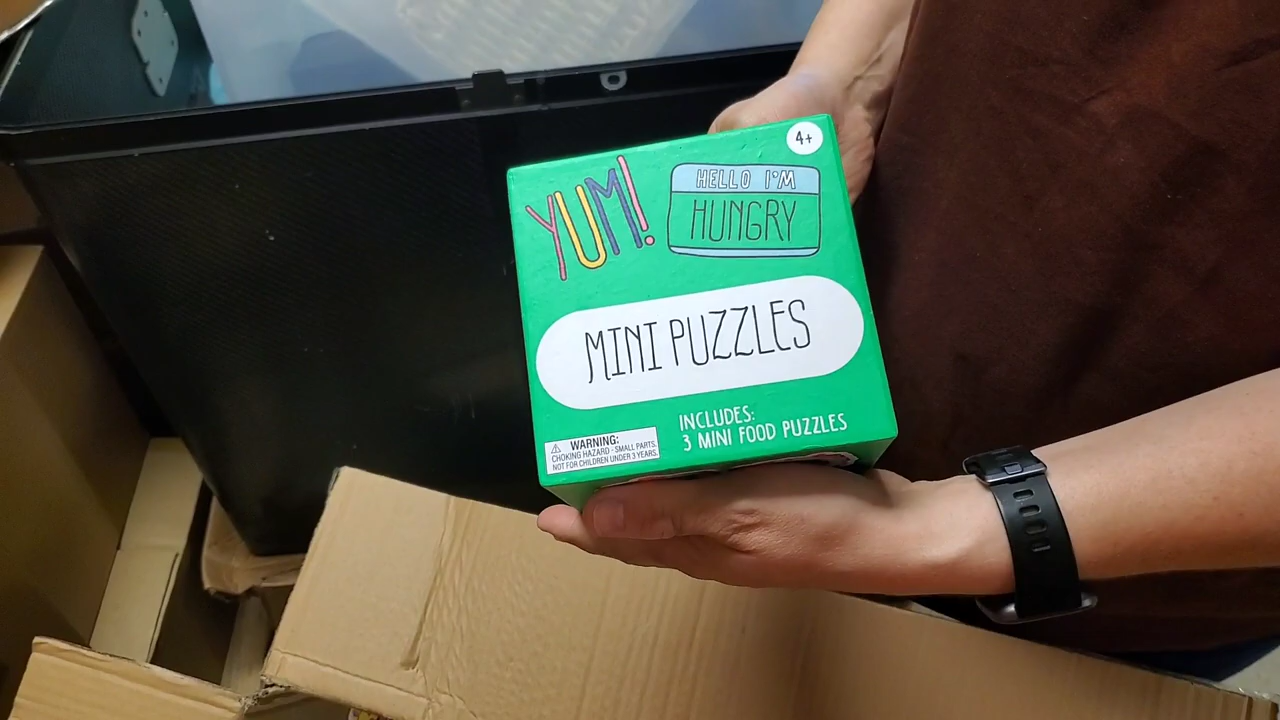 4+
YUM!
HELLO I'M
HUNGRY
MINI PUZZLES
INCLUDES:
3 MINI FOOD PUZZLES
WARNING:
CHOKING HAZARD - SMALL PARTS.
NOT FOR CHILDREN UNDER 3 YEARS.